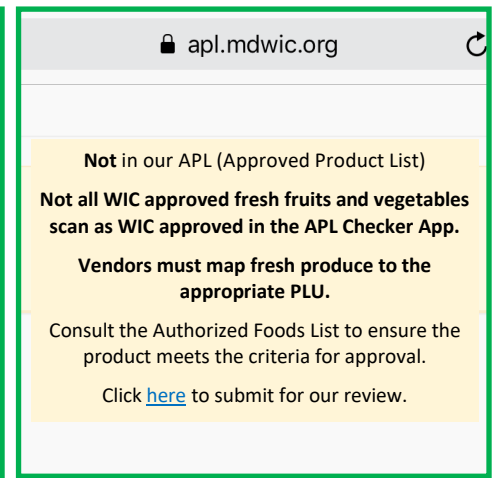 apl.mdwic.org
Not in our APL (Approved Product List)
Not all WIC approved fresh fruits and vegetables
scan as WIC approved in the APL Checker App.
Vendors must map fresh produce to the
appropriate PLU.
Consult the Authorized Foods List to ensure the
product meets the criteria for approval.
Click here to submit for our review.